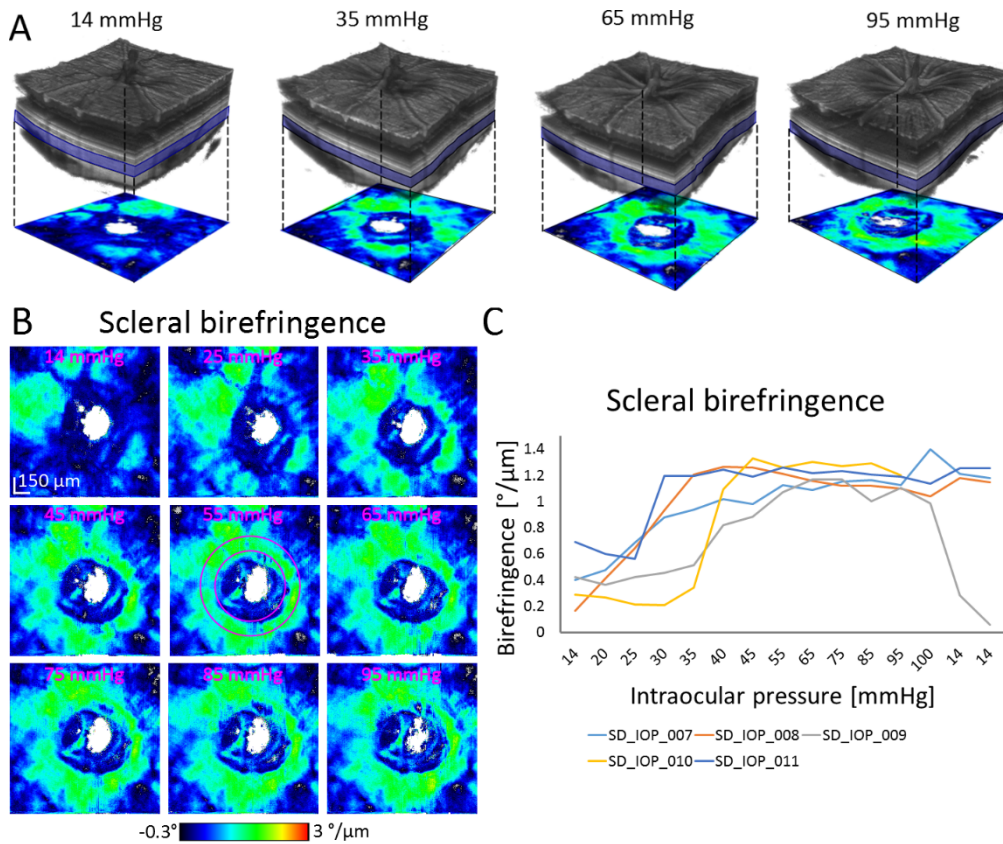 A
14 mmHg 35 mmHg 65 mmHg 95 mmHg
B Scleral birefringence
14 mmHg 25 mmHg 35 mmHg
150 µm
45 mmHg 55 mmHg 65 mmHg
75 mmHg 85 mmHg 95 mmHg
-0.3° 3 °/µm
C
Scleral birefringence
Birefringence [°/µm]
1.4
1.2
1
0.8
0.6
0.4
0.2
0
14 20 25 30 35 40 45 55 65 75 85 95 100 14 14
Intraocular pressure [mmHg]
SD_IOP_007 SD_IOP_008 SD_IOP_009
SD_IOP_010 SD_IOP_011